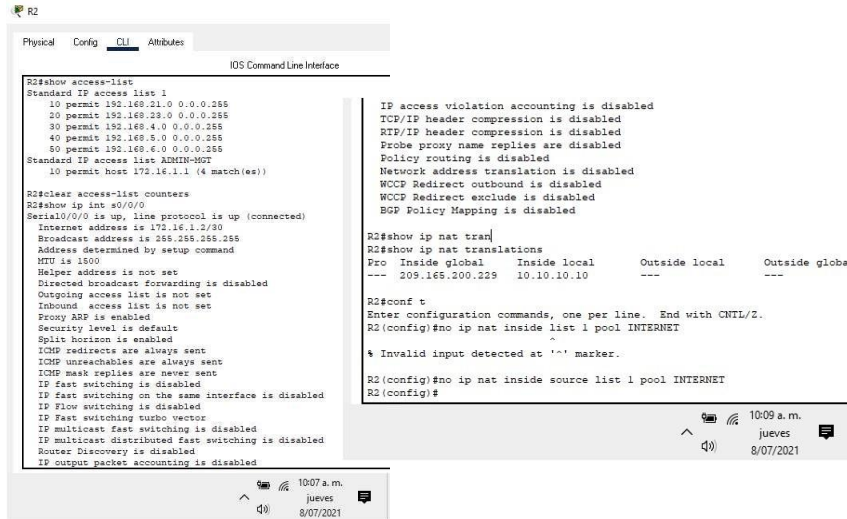 R2
Physical Config CLI Attributes
IOS Command Line Interface
R2#show access-list
Standard IP access list 1
10 permit 192.168.21.0 0.0.0.255
20 permit 192.168.23.0 0.0.0.255
30 permit 192.168.4.0 0.0.0.255
40 permit 192.168.5.0 0.0.0.255
50 permit 192.168.6.0 0.0.0.255
Standard IP access list ADMIN-MGT
10 permit host 172.16.1.1 (4 match(es))
R2#clear access-list counters
R2#show ip int s0/0/0
Serial0/0/0 is up, line protocol is up (connected)
Internet address is 172.16.1.2/30
Broadcast address is 255.255.255.255
Address determined by setup command
MTU is 1500
Helper address is not set
Directed broadcast forwarding is disabled
Outgoing access list is not set
Inbound access list is not set
Proxy ARP is enabled
Security level is default
Split horizon is enabled
ICMP redirects are always sent
ICMP unreachables are always sent
ICMP mask replies are never sent
IP fast switching is disabled
IP fast switching on the same interface is disabled
IP Flow switching is disabled
IP Fast switching turbo vector
IP multicast fast switching is disabled
IP multicast distributed fast switching is disabled
Router Discovery is disabled
IP output packet accounting is disabled
10:07 a. m.
jueves
8/07/2021
IP access violation accounting is disabled
TCP/IP header compression is disabled
RTP/IP header compression is disabled
Probe proxy name replies are disabled
Policy routing is disabled
Network address translation is disabled
WCCP Redirect outbound is disabled
WCCP Redirect exclude is disabled
BGP Policy Mapping is disabled
R2#show ip nat tran
R2#show ip nat translations
Pro Inside global Inside local Outside local Outside globa
--- 209.165.200.229 10.10.10.10 --- ---
R2#conf t
Enter configuration commands, one per line. End with CNTL/Z.
R2(config)#no ip nat inside list 1 pool INTERNET
^
% Invalid input detected at '^' marker.
R2(config)#no ip nat inside source list 1 pool INTERNET
R2(config)#
10:09 a. m.
jueves
8/07/2021